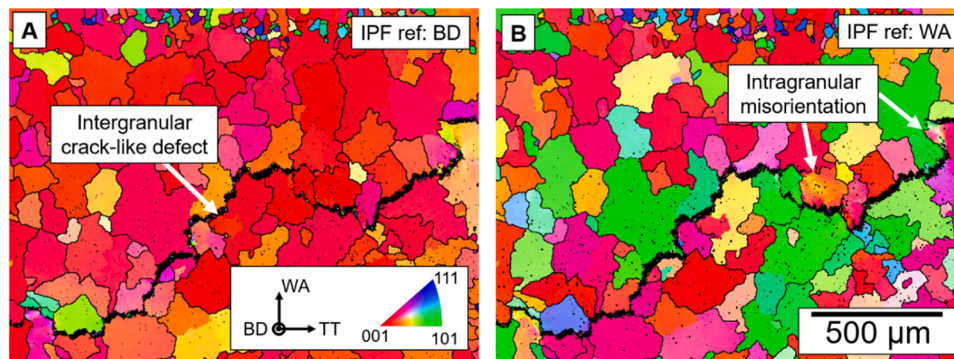 A
IPF ref: BD
Intergranular
crack-like defect
WA
BD
TT
111
001
101
B
IPF ref: WA
Intragranular
misorientation
500 µm